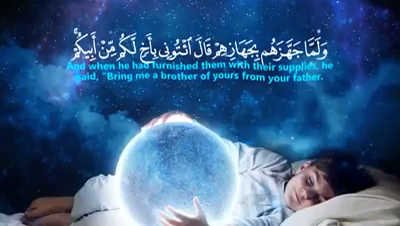 وَلَمَّا جَهَّزَهُم بِجَهَازِهِمْ قَالَ ٱئْتُونِى بِأَخٍ لَّكُم مِّنْ أَبِيكُمْ ۚ
And when he had furnished them with their supplies, he
said, "Bring me a brother of yours from your father.